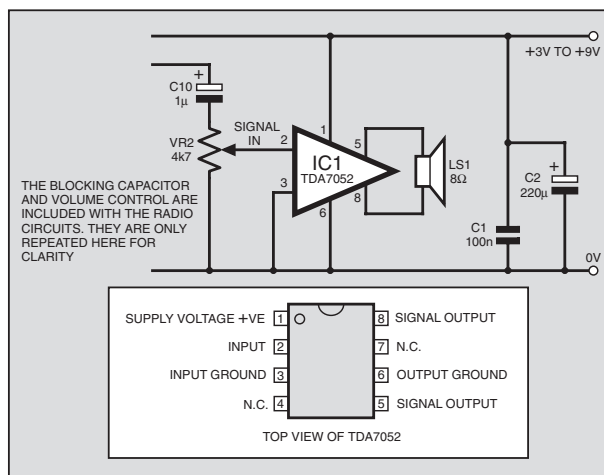 +3V TO +9V
+
C10
1µ
VR2
4k7
SIGNAL
IN
2
3
1
IC1
TDA7052
6
5
8
LS1
8Ω
+
C2
220µ
C1
100n
0V
THE BLOCKING CAPACITOR
AND VOLUME CONTROL ARE
INCLUDED WITH THE RADIO
CIRCUITS. THEY ARE ONLY
REPEATED HERE FOR
CLARITY
SUPPLY VOLTAGE +VE 1 8 SIGNAL OUTPUT
INPUT 2 7 N.C.
INPUT GROUND 3 6 OUTPUT GROUND
N.C. 4 5 SIGNAL OUTPUT
TOP VIEW OF TDA7052